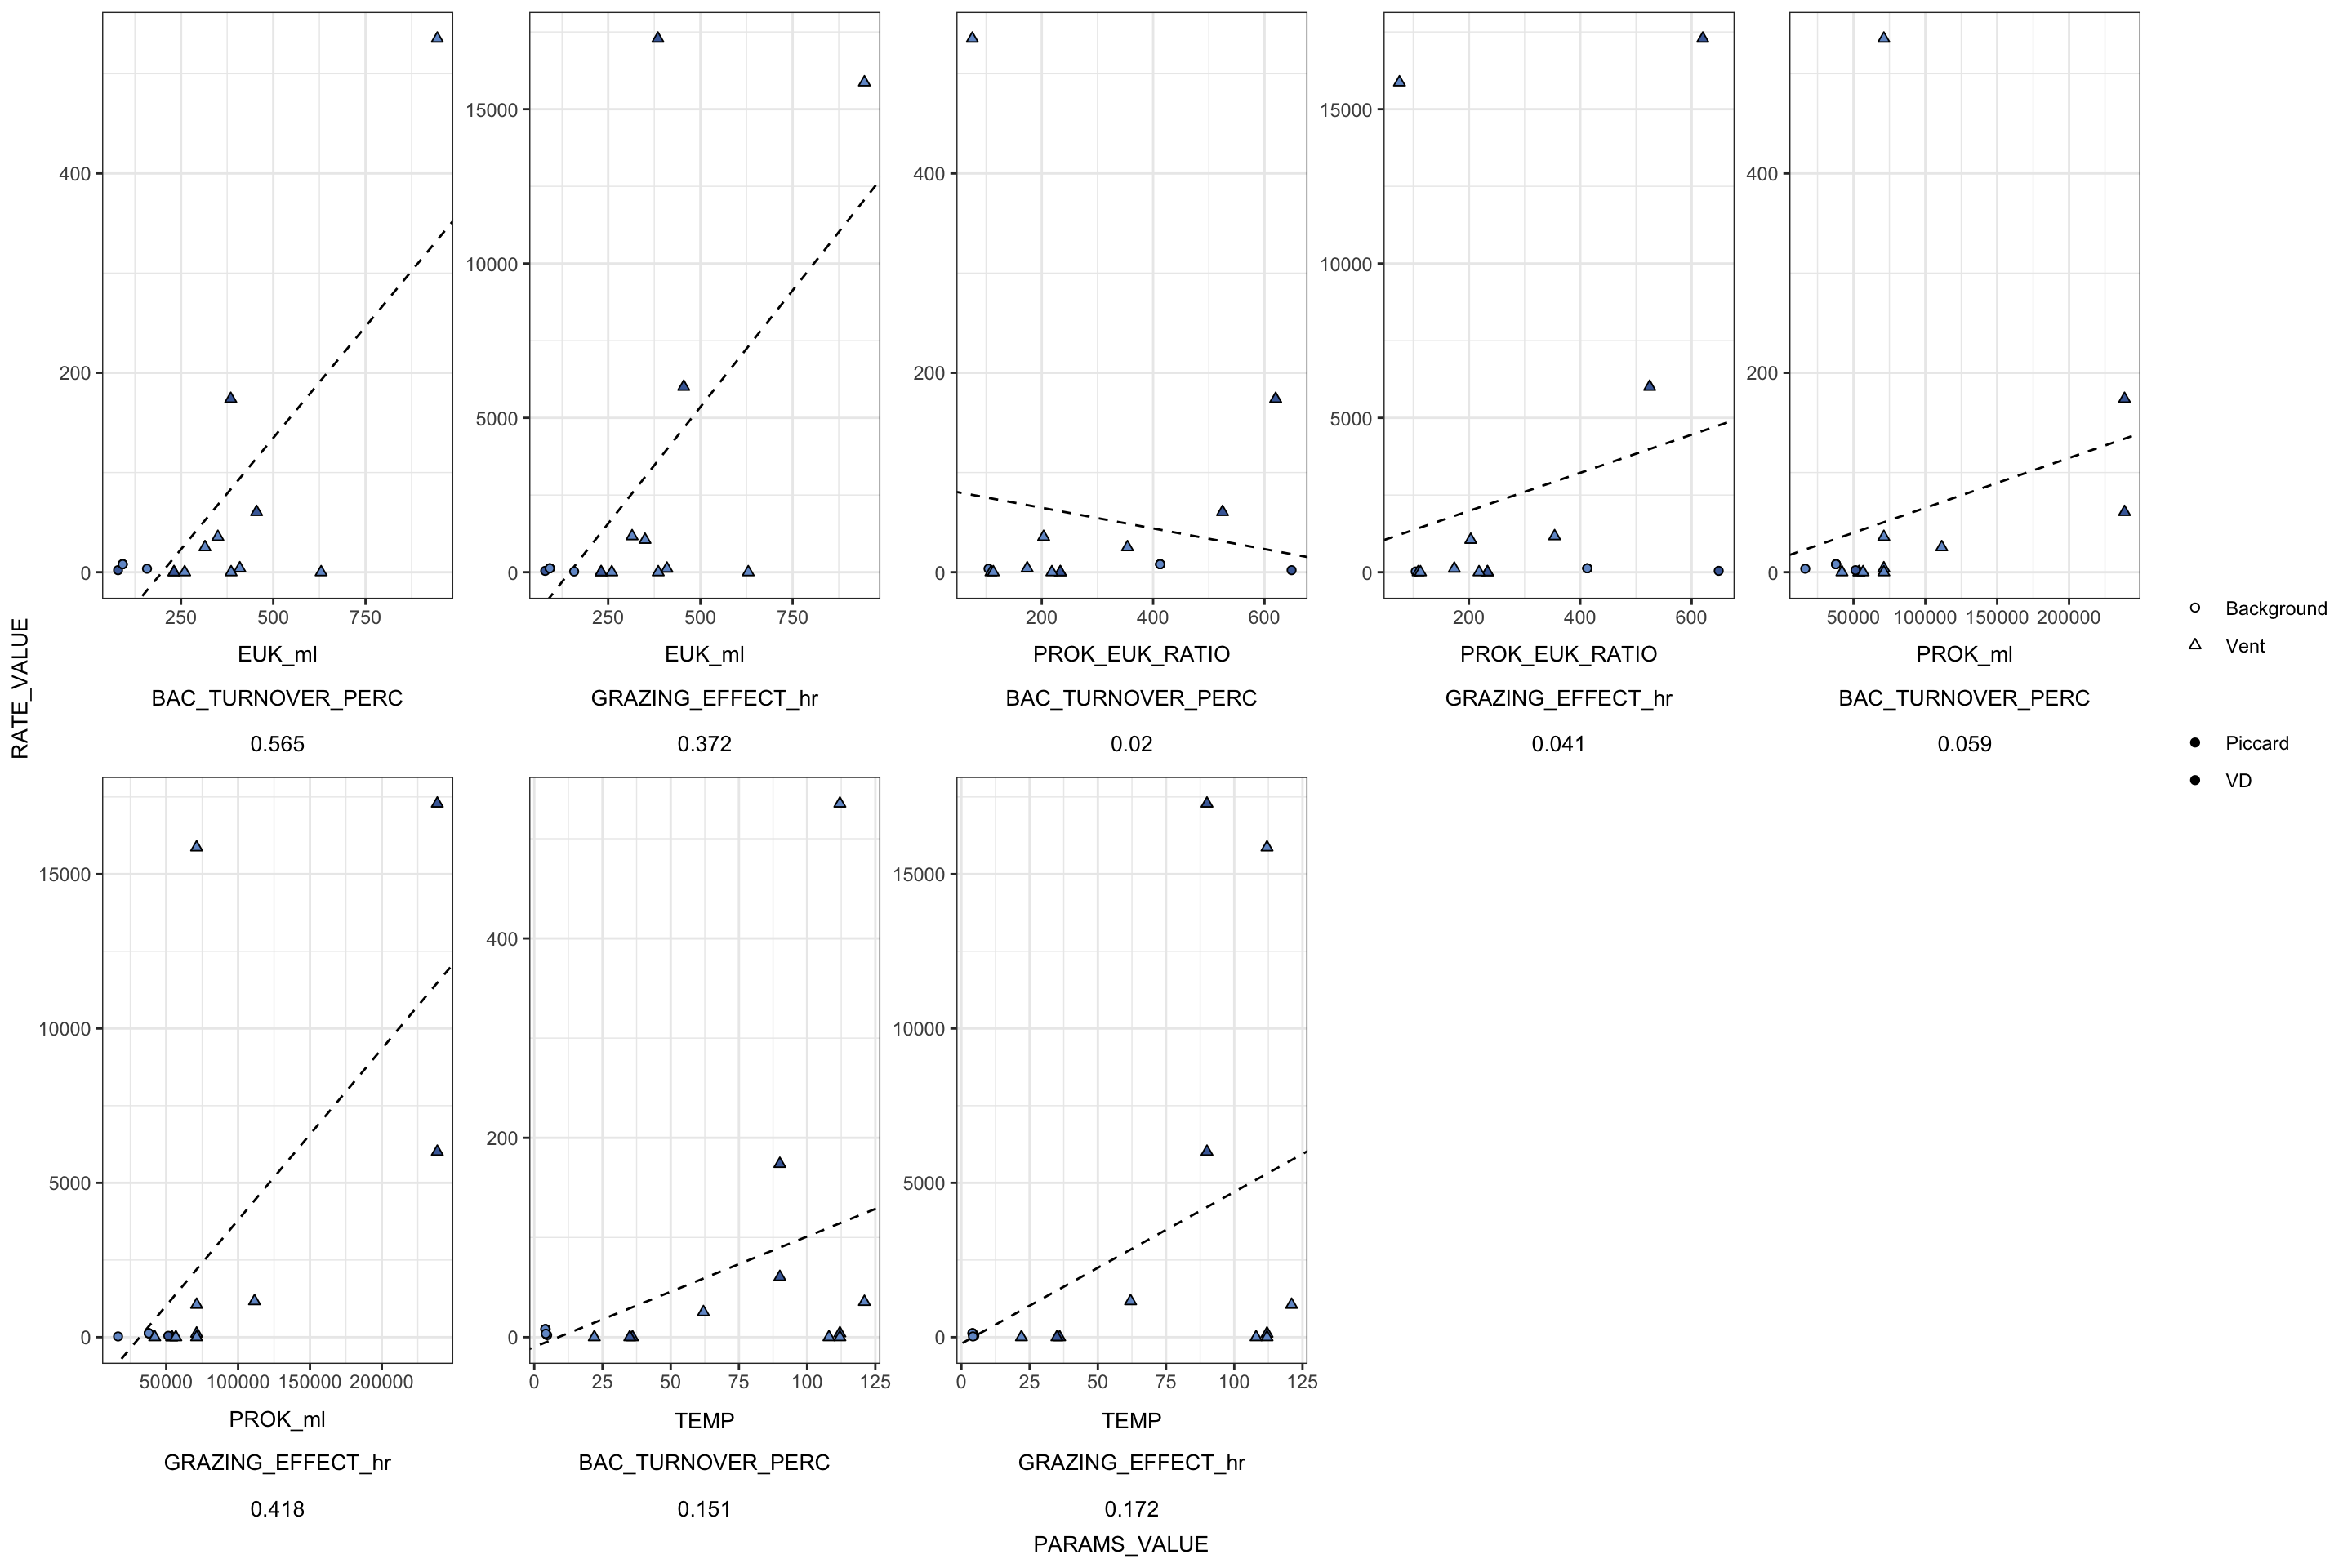 RATE_VALUE
400
200
0
250 500 750
EUK_ml
BAC_TURNOVER_PERC
0.565
15000
10000
5000
0
250 500 750
EUK_ml
GRAZING_EFFECT_hr
0.372
400
200
0
200 400 600
PROK_EUK_RATIO
BAC_TURNOVER_PERC
0.02
15000
10000
5000
0
200 400 600
PROK_EUK_RATIO
GRAZING_EFFECT_hr
0.041
400
200
0
50000 100000 150000 200000
PROK_ml
BAC_TURNOVER_PERC
0.059
15000
10000
5000
0
50000 100000 150000 200000
PROK_ml
GRAZING_EFFECT_hr
0.418
400
200
0
0 25 50 75 100 125
TEMP
BAC_TURNOVER_PERC
0.151
15000
10000
5000
0
0 25 50 75 100 125
TEMP
GRAZING_EFFECT_hr
0.172
PARAMS_VALUE
Background
Vent
Piccard
VD